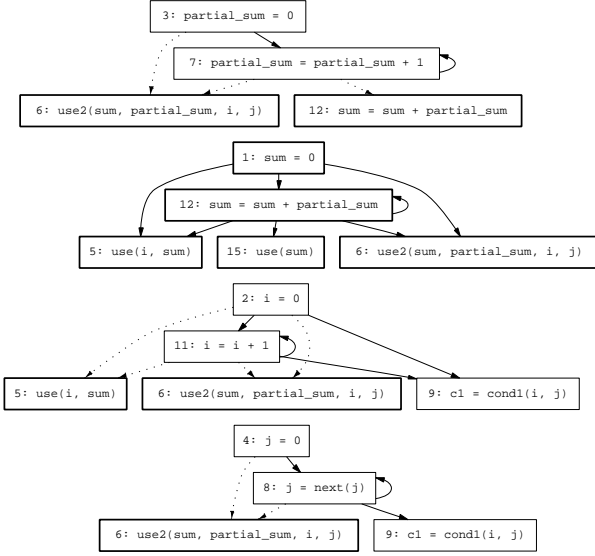 3: partial_sum = 0
7: partial_sum = partial_sum + 1
6: use2(sum, partial_sum, i, j)
12: sum = sum + partial_sum
1: sum = 0
12: sum = sum + partial_sum
5: use(i, sum)
15: use(sum)
6: use2(sum, partial_sum, i, j)
2: i = 0
11: i = i + 1
5: use(i, sum)
6: use2(sum, partial_sum, i, j)
9: c1 = cond1(i, j)
4: j = 0
8: j = next(j)
6: use2(sum, partial_sum, i, j)
9: c1 = cond1(i, j)